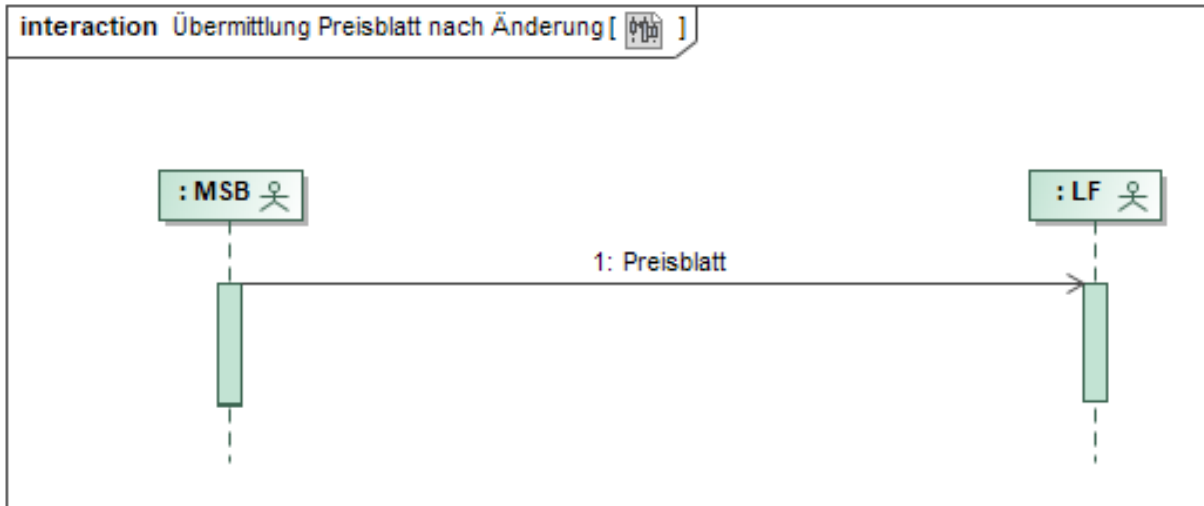 interaction Übermittlung Preisblatt nach Änderung [ ]
: MSB
: LF
1: Preisblatt